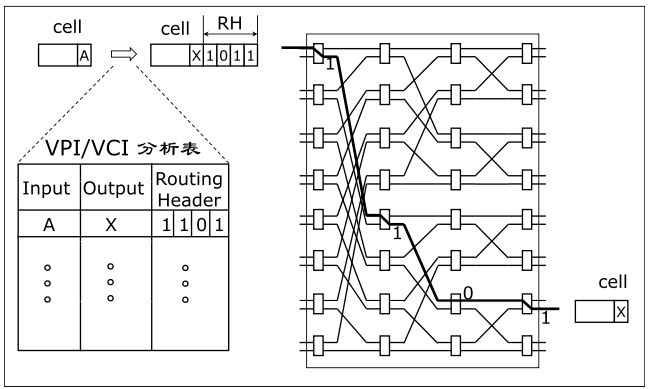 cell
A
cell
RH
X 1 0 1 1
VPI/VCI 分析表
Input Output Routing Header
A X 1 1 0 1
1
1
0
1
cell
X